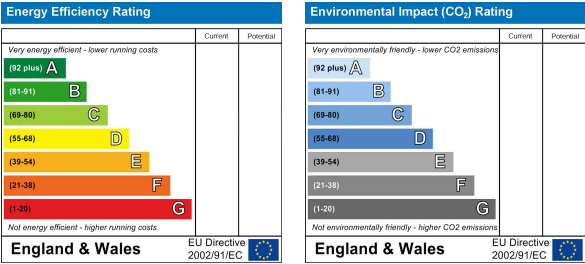 Energy Efficiency Rating
Current Potential
Very energy efficient - lower running costs
(92 plus) A
(81-91) B
(69-80) C
(55-68) D
(39-54) E
(21-38) F
(1-20) G
Not energy efficient - higher running costs
England & Wales
EU Directive
2002/91/EC
Environmental Impact (CO₂) Rating
Current Potential
Very environmentally friendly - lower CO2 emissions
(92 plus) A
(81-91) B
(69-80) C
(55-68) D
(39-54) E
(21-38) F
(1-20) G
Not environmentally friendly - higher CO2 emissions
England & Wales
EU Directive
2002/91/EC